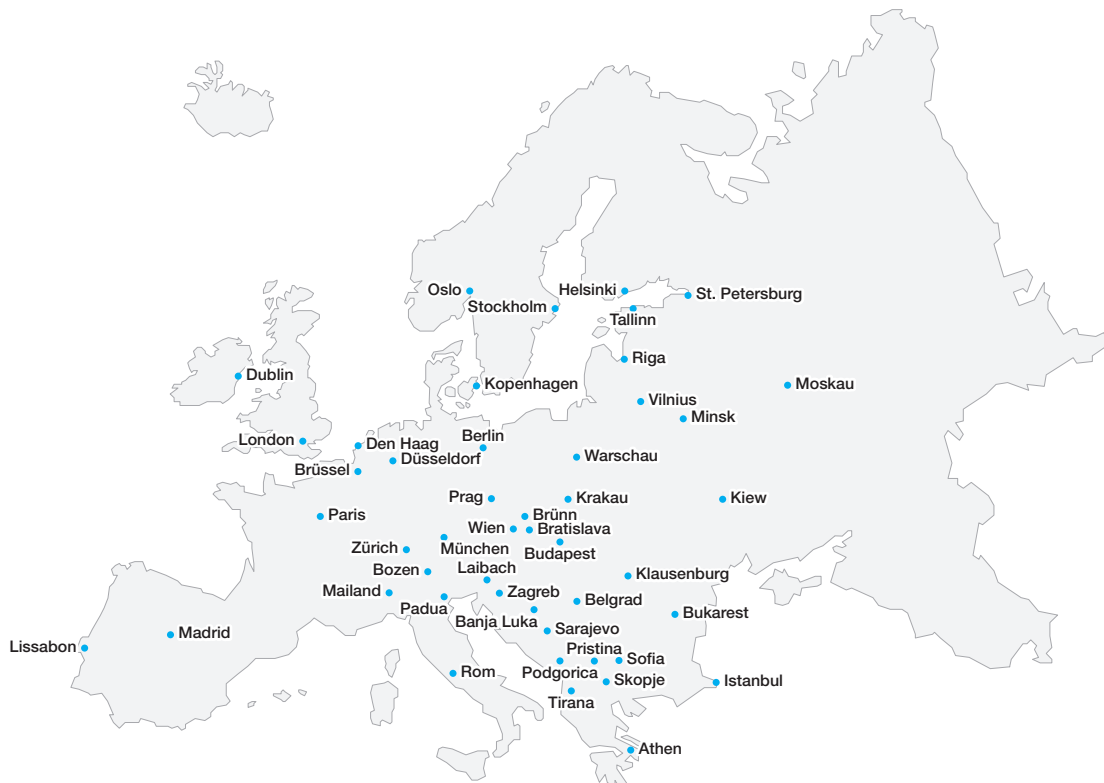 Oslo
Helsinki
St. Petersburg
Stockholm
Tallinn
Riga
Dublin
Kopenhagen
Moskau
Vilnius
Minsk
London
Den Haag
Berlin
Düsseldorf
Warschau
Brüssel
Prag
Krakau
Kiew
Paris
Brünn
Wien
Bratislava
Zürich
München
Budapest
Bozen
Laibach
Klausenburg
Mailand
Padua
Zagreb
Belgrad
Banja Luka
Bukarest
Madrid
Sarajevo
Lissabon
Pristina
Rom
Podgorica
Sofia
Skopje
Istanbul
Tirana
Athen